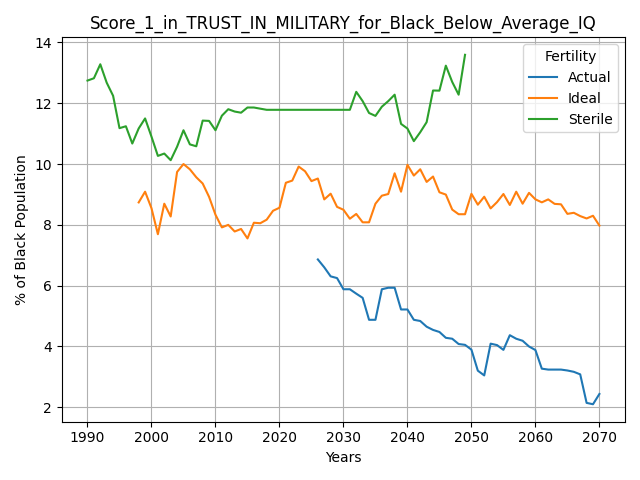 Score_1_in_TRUST_IN_MILITARY_for_Black_Below_Average_IQ
14
12
10
8
6
4
2
% of Black Population
Fertility
Actual
Ideal
Sterile
1990 2000 2010 2020 2030 2040 2050 2060 2070
Years